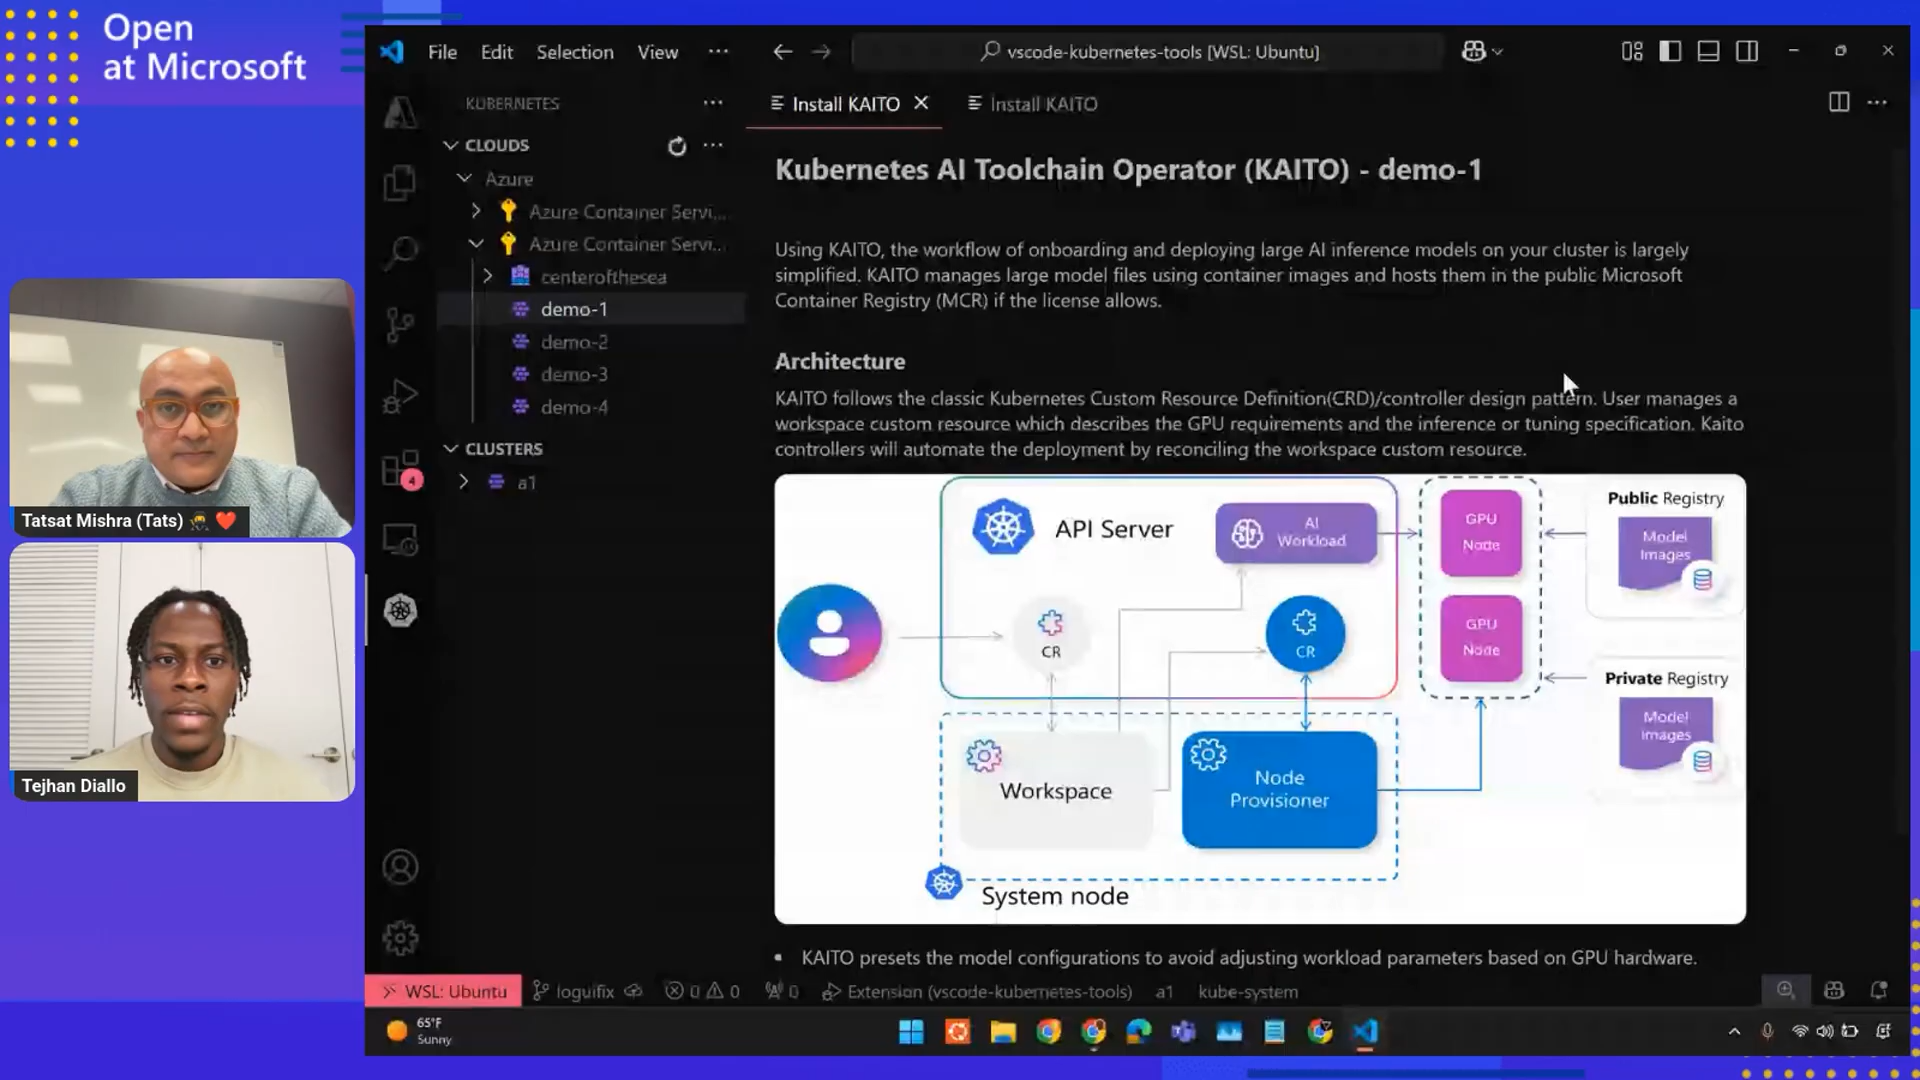 Open
at Microsoft
File Edit Selection View ···
vscode-kubernetes-tools [WSL: Ubuntu]
KUBERNETES
Install KAITO
Install KAITO
CLOUDS
Azure
Azure Container Servi...
Azure Container Servi...
centerofthesea
demo-1
demo-2
demo-3
demo-4
CLUSTERS
a1
4
Kubernetes AI Toolchain Operator (KAITO) - demo-1
Using KAITO, the workflow of onboarding and deploying large AI inference models on your cluster is largely
simplified. KAITO manages large model files using container images and hosts them in the public Microsoft
Container Registry (MCR) if the license allows.
Architecture
KAITO follows the classic Kubernetes Custom Resource Definition(CRD)/controller design pattern. User manages a
workspace custom resource which describes the GPU requirements and the inference or tuning specification. Kaito
controllers will automate the deployment by reconciling the workspace custom resource.
API Server
AI
Workload
CR
CR
GPU
Node
GPU
Node
Public Registry
Model
Images
Private Registry
Model
Images
Workspace
Node
Provisioner
System node
• KAITO presets the model configurations to avoid adjusting workload parameters based on GPU hardware.
Tatsat Mishra (Tats) 🥷 ❤️
Tejhan Diallo
WSL: Ubuntu
loguifix
0 0
0
Extension (vscode-kubernetes-tools)
a1
kube-system
65°F
Sunny